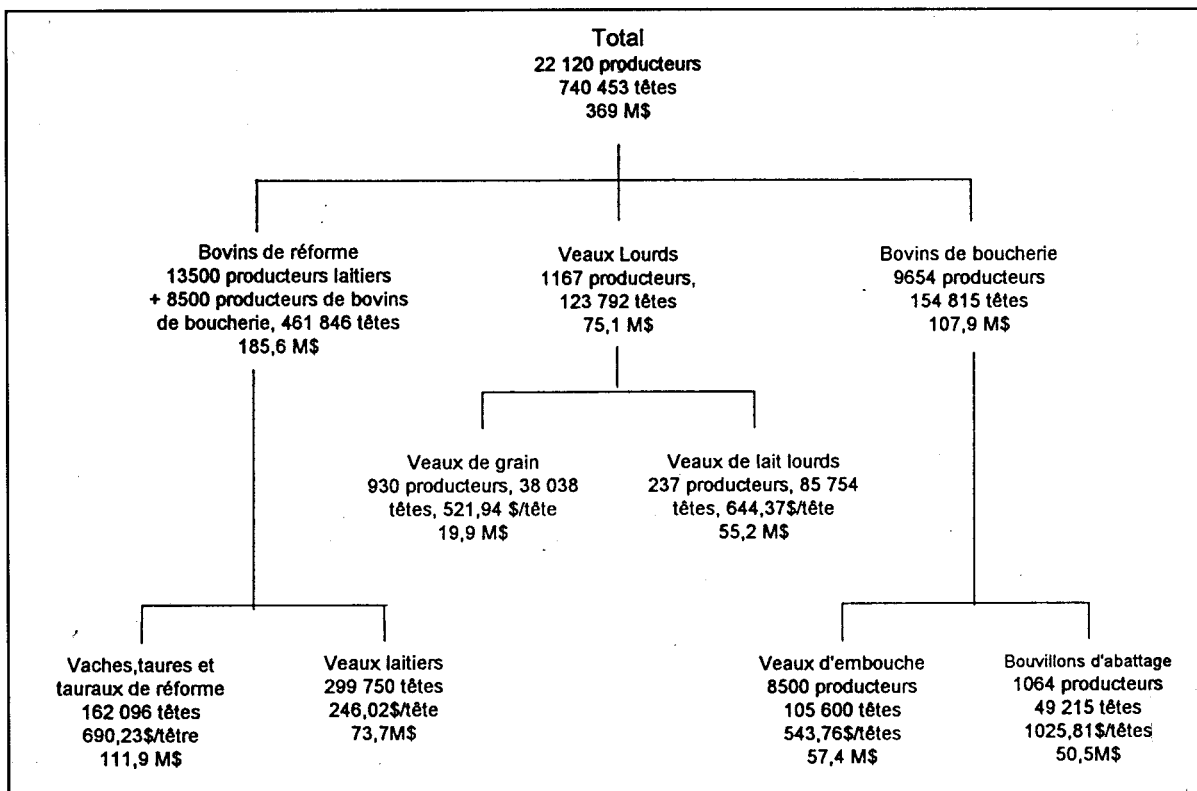 Total
22 120 producteurs
740 453 têtes
369 M$
Bovins de réforme
13500 producteurs laitiers
+ 8500 producteurs de bovins
de boucherie, 461 846 têtes
185,6 M$
Veaux Lourds
1167 producteurs,
123 792 têtes
75,1 M$
Bovins de boucherie
9654 producteurs
154 815 têtes
107,9 M$
Veaux de grain
930 producteurs, 38 038
têtes, 521,94 $/tête
19,9 M$
Veaux de lait lourds
237 producteurs, 85 754
têtes, 644,37$/tête
55,2 M$
Vaches,taures et
tauraux de réforme
162 096 têtes
690,23$/têtre
111,9 M$
Veaux laitiers
299 750 têtes
246,02$/tête
73,7M$
Veaux d'embouche
8500 producteurs
105 600 têtes
543,76$/têtes
57,4 M$
Bouvillons d'abattage
1064 producteurs
49 215 têtes
1025,81$/têtes
50,5M$